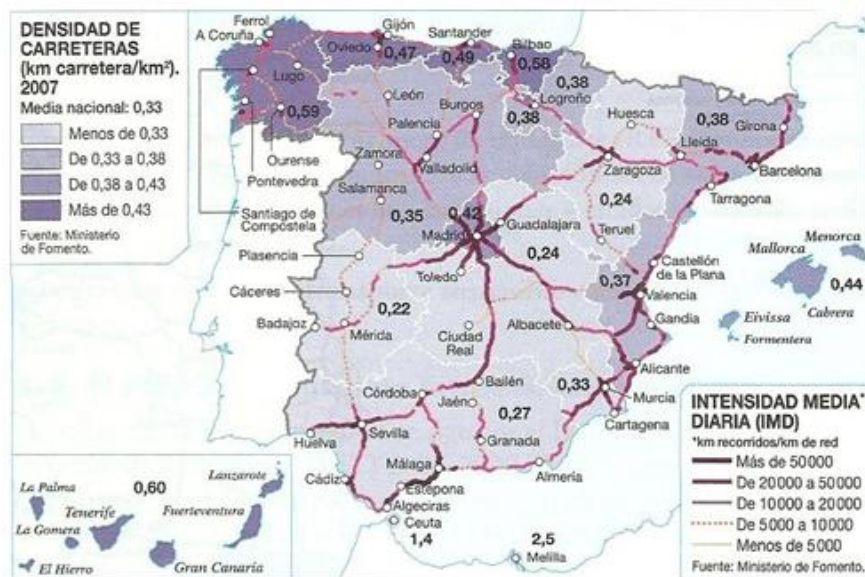 DENSIDAD DE
CARRETERAS
(km carretera/km²).
2007
Media nacional: 0,33
Menos de 0,33
De 0,33 a 0,38
De 0,38 a 0,43
Más de 0,43
Fuente: Ministerio
de Fomento.
Ferrol
A Coruña
Lugo
0,59
Ourense
Pontevedra
Santiago de
Compostela
Gijón
Oviedo
0,47
Santander
0,49
Bilbao
0,58
0,38
Logroño
0,38
León
Burgos
Palencia
Zamora
Valladolid
Salamanca
0,35
Huesca
Zaragoza
0,24
Teruel
0,38
Girona
Lleida
Barcelona
Tarragona
0,42
Madrid
Guadalajara
Toledo
0,24
Plasencia
Cáceres
0,22
Badajoz
Mérida
Ciudad
Real
Albacete
Castellón
de la Plana
0,37
Valencia
Gandia
Alicante
Menorca
Mallorca
0,44
Cabrera
Eivissa
Formentera
0,33
Murcia
Cartagena
Bailén
Córdoba
Jaén
0,27
Huelva
Sevilla
Granada
Málaga
Almería
Cádiz
Estepona
Algeciras
Ceuta
1,4
2,5
Melilla
Lanzarote
La Palma
0,60
Tenerife
Fuerteventura
La Gomera
El Hierro
Gran Canaria
INTENSIDAD MEDIA*
DIARIA (IMD)
*km recorridos/km de red
Más de 50000
De 20000 a 50000
De 10000 a 20000
De 5000 a 10000
Menos de 5000
Fuente: Ministerio de Fomento.